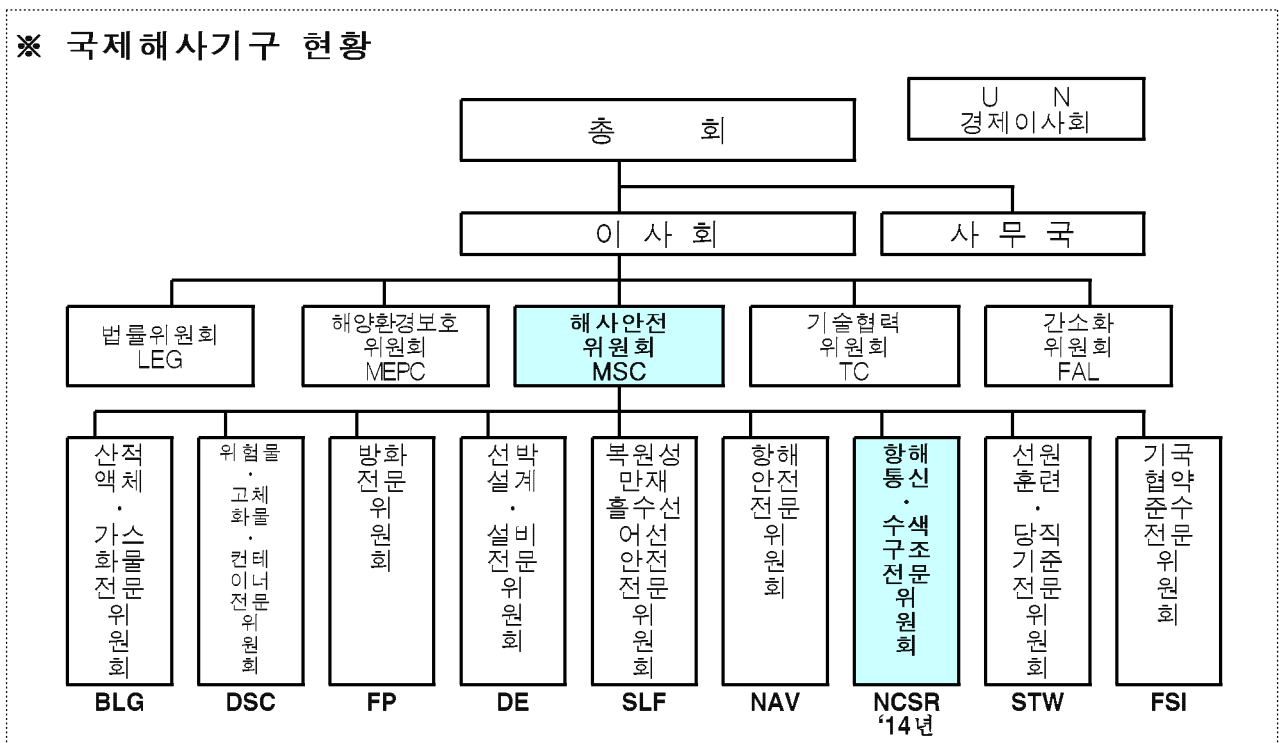 ※ 국제해사기구 현황
U N
경제이사회
총 회
이 사 회
사 무 국
법률위원회
LEG
해양환경보호
위원회
MEPC
해사안전
위원회
MSC
기술협력
위원회
TC
간소화
위원회
FAL
산적
액체
·
가스
화물
전문
위
원
회
BLG
위험물
·
고체
화물
·
컨테
이너
전문
위
원
회
DSC
방화
전문
위
원
회
FP
선박
설계
·
설비
전문
위
원
회
DE
복원성
만재
흘수선
어선
안전
전문
위
원
회
SLF
항해
안전
전문
위
원
회
NAV
항해
통신
·
수색
구조
전문
위
원
회
NCSR
‘14년
선원
훈련
·
당직
기준
전문
위
원
회
STW
기국
협약
준수
전문
위
원
회
FSI